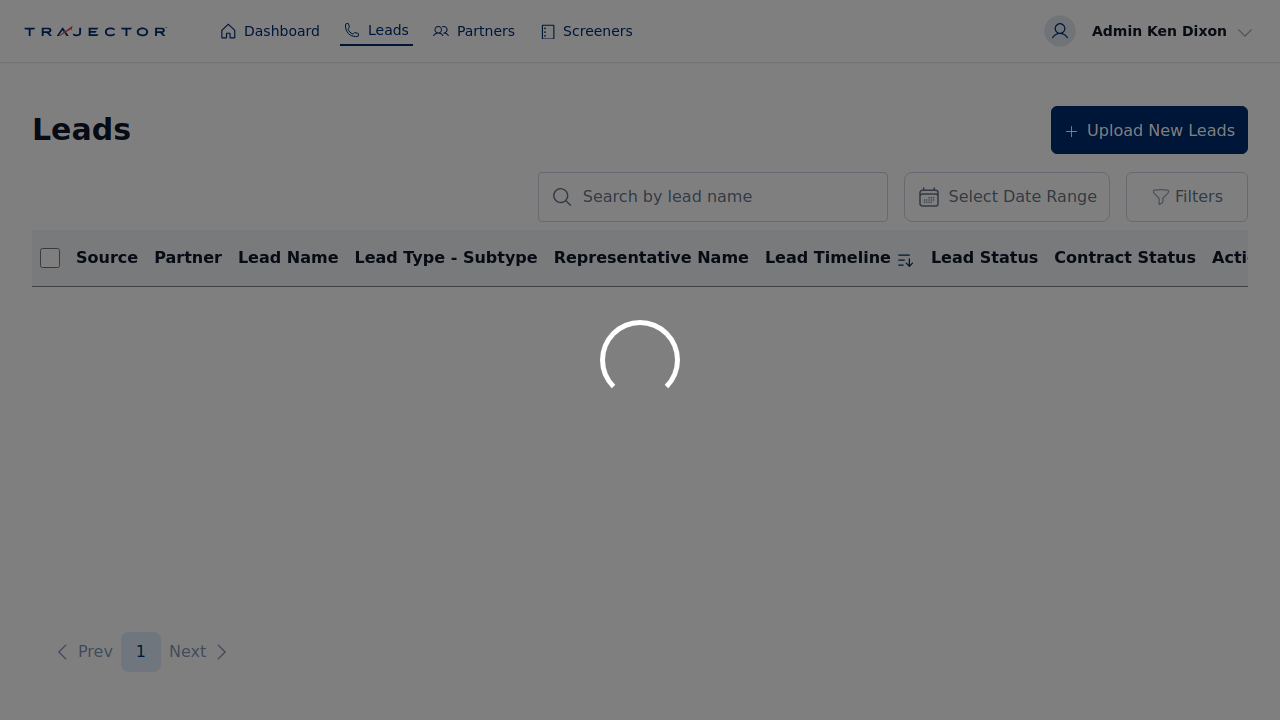 TRAJECTOR
Dashboard
Leads
Partners
Screeners
Admin Ken Dixon
Leads
Upload New Leads
Search by lead name
Select Date Range
Filters
Source Partner Lead Name Lead Type - Subtype Representative Name Lead Timeline Lead Status Contract Status Acti
Prev 1 Next